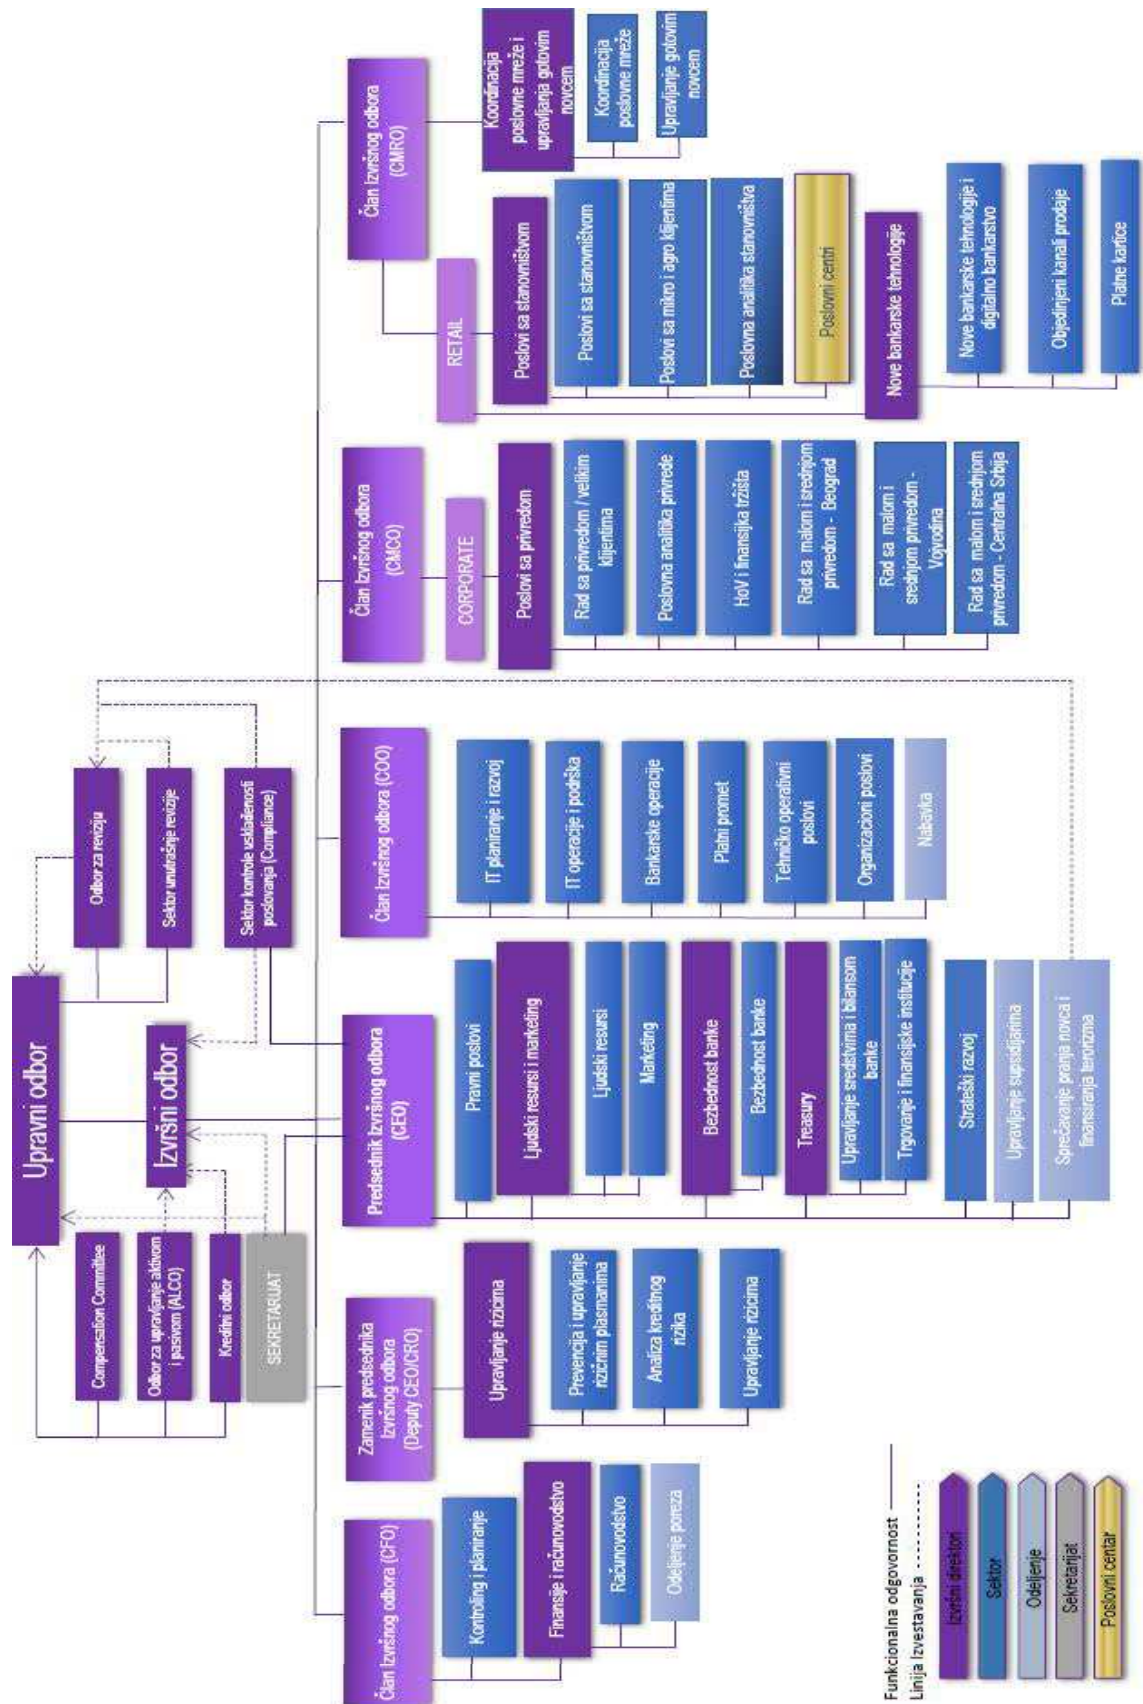 Upravni odbor
Compensation Committee
Odbor za upravljanje aktivom
i pasivom (ALCO)
Kreditni odbor
SEKRETARIJAT
Izvršni odbor
Odbor za reviziju
Sektor unutrašnje revizije
Sektor kontrole usklađenosti
poslovanja (Compliance)
Član Izvršnog odbora (CFO)
Kontroling i planiranje
Finansije i računovodstvo
Računovodstvo
Odeljenje poreza
Zamenik predsednika
Izvršnog odbora
(Deputy CEO/CRO)
Upravljanje rizicima
Prevencija i upravljanje
rizičnim plasmanima
Analiza kreditnog
rizika
Upravljanje rizicima
Predsednik Izvršnog odbora
(CEO)
Pravni poslovi
Ljudski resursi i marketing
Ljudski resursi
Marketing
Bezbednost banke
Bezbednost banke
Treasury
Upravljanje sredstvima i bilansom
banke
Trgovanje i finansijske institucije
Strateški razvoj
Upravljanje supsidijarima
Sprečavanje pranja novca i
finansiranja terorizma
Član Izvršnog odbora (COO)
IT planiranje i razvoj
IT operacije i podrška
Bankarske operacije
Platni promet
Tehničko operativni
poslovi
Organizacioni poslovi
Nabavka
Član Izvršnog odbora
(CMCO)
CORPORATE
Poslovi sa privredom
Rad sa privredom / velikim
klijentima
Poslovna analitika privrede
HoV i finansijka tržišta
Rad sa malom i srednjom
privredom - Beograd
Rad sa malom i
srednjom privredom -
Vojvodina
Rad sa malom i srednjom
privredom - Centralna Srbija
Član Izvršnog odbora
(CMRO)
RETAIL
Poslovi sa stanovništvom
Poslovi sa stanovništvom
Poslovi sa mikro i agro klijentima
Poslovna analitika stanovništva
Poslovni centri
Nove bankarske tehnologije
Nove bankarske tehnologije i
digitalno bankarstvo
Objedinjeni kanali prodaje
Platne kartice
Koordinacija
poslovne mreže i
upravljanja gotovim
novcem
Koordinacija
poslovne mreže
Upravljanje gotovim
novcem
Funkcionalna odgovornost
Linija Izvestavanja
Izvršni direktori
Sektor
Odeljenje
Sekretarijat
Poslovni centar